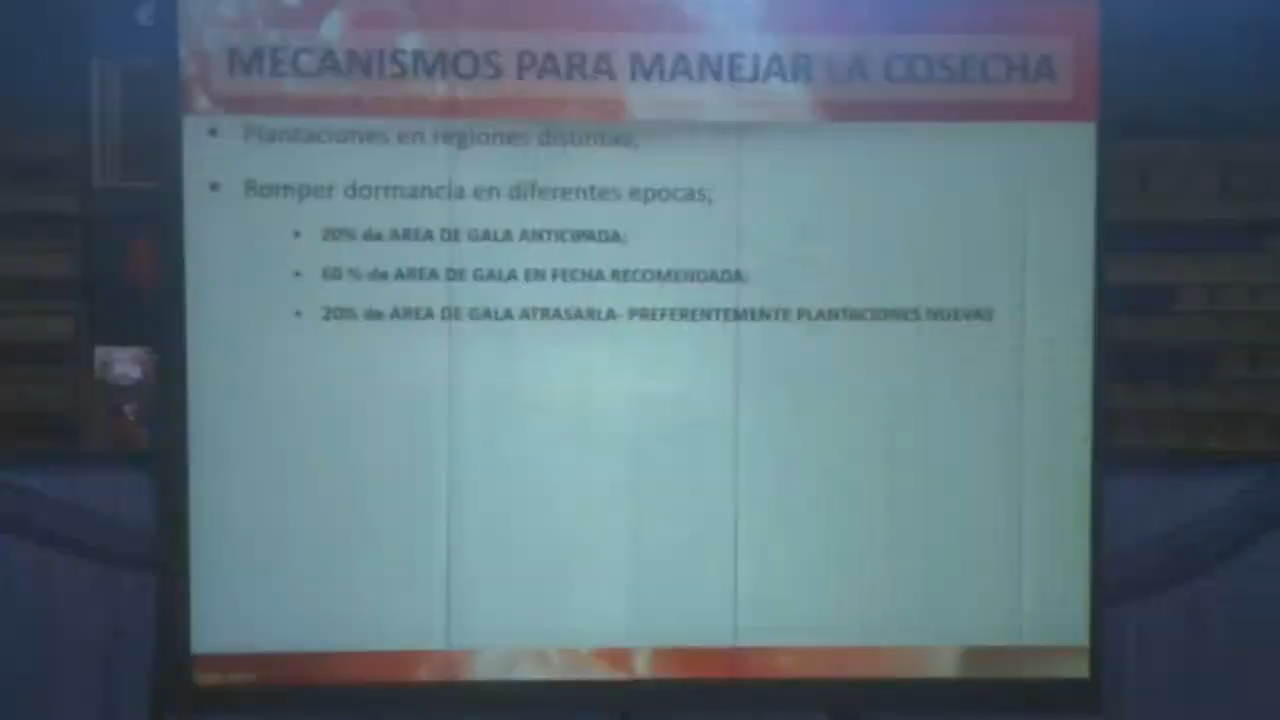 MECANISMOS PARA MANEJAR LA COSECHA
• Plantaciones en regiones distintas;
• Romper dormancia en diferentes epocas;
• 20% de AREA DE GALA ANTICIPADA;
• 60 % de AREA DE GALA EN FECHA RECOMENDADA;
• 20% de AREA DE GALA ATRASARLA- PREFERENTEMENTE PLANTACIONES NUEVAS